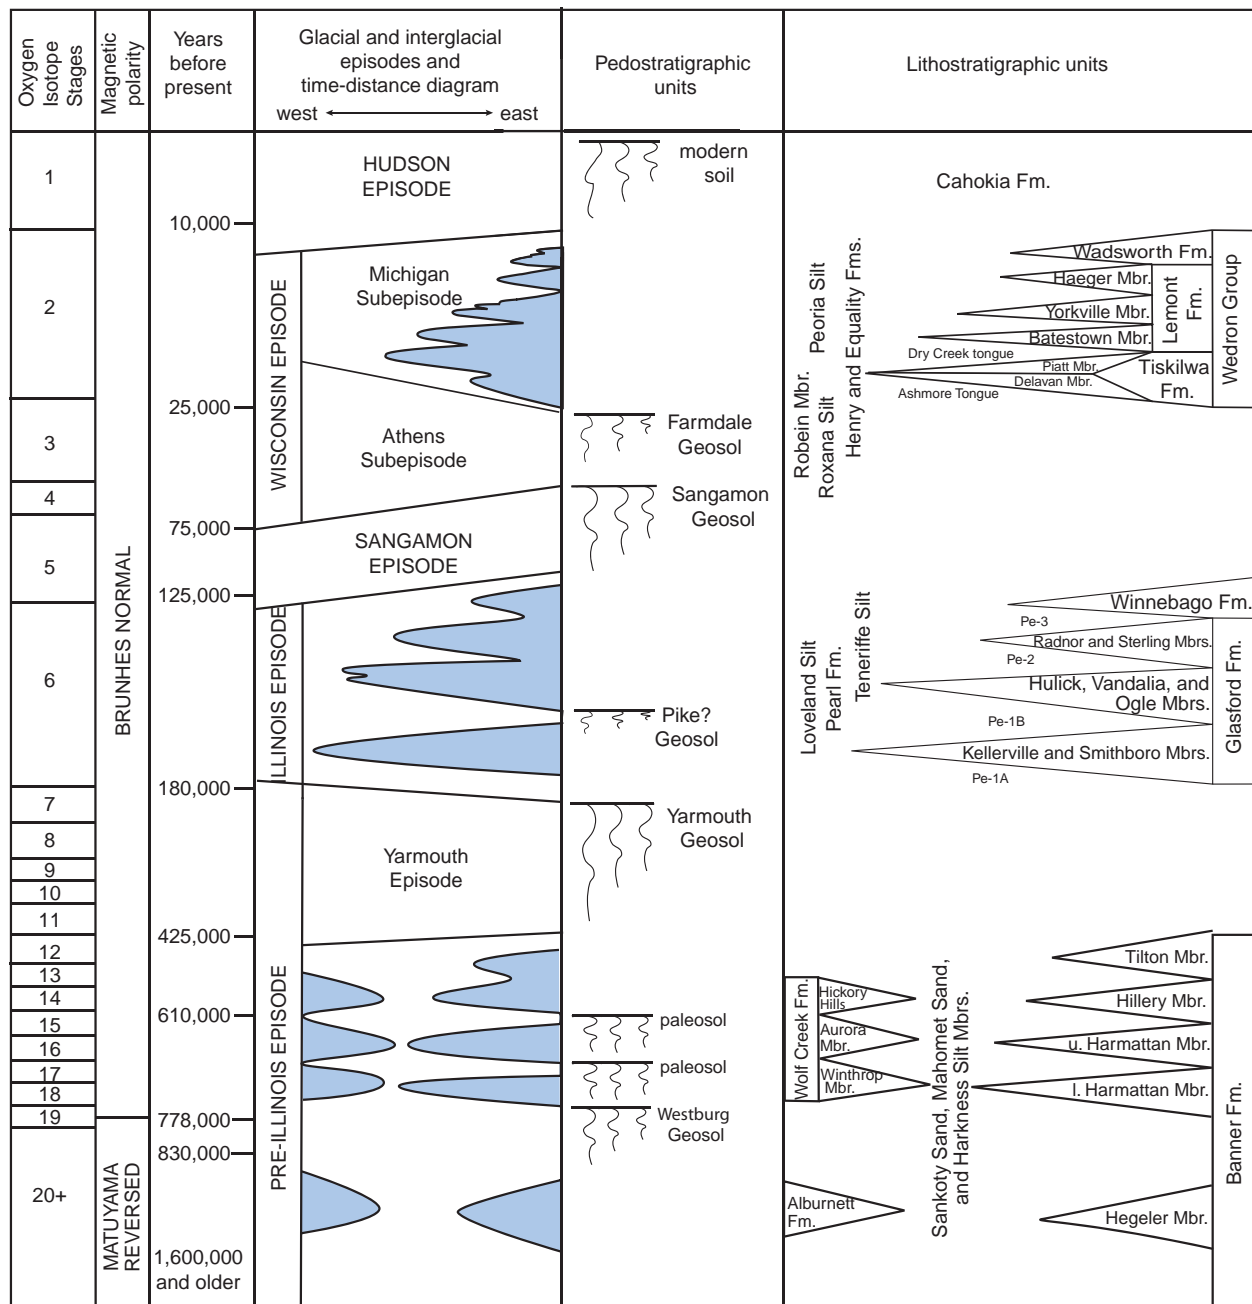 Oxygen
Isotope
Stages
Magnetic
polarity
Years
before
present
Glacial and interglacial
episodes and
time-distance diagram
west east
Pedostratigraphic
units
Lithostratigraphic units
1
2
3
4
5
6
7
8
9
10
11
12
13
14
15
16
17
18
19
20+
BRUNHES NORMAL
MATUYAMA
REVERSED
10,000
25,000
75,000
125,000
180,000
425,000
610,000
778,000
830,000
1,600,000
and older
HUDSON
EPISODE
WISCONSIN EPISODE
Michigan
Subepisode
Athens
Subepisode
SANGAMON
EPISODE
ILLINOIS EPISODE
Yarmouth
Episode
PRE-ILLINOIS EPISODE
modern
soil
Farmdale
Geosol
Sangamon
Geosol
Pike?
Geosol
Yarmouth
Geosol
paleosol
paleosol
Westburg
Geosol
Cahokia Fm.
Peoria Silt
Robein Mbr.
Roxana Silt
Henry and Equality Fms.
Wadsworth Fm.
Haeger Mbr.
Yorkville Mbr.
Batestown Mbr.
Lemont
Fm.
Dry Creek tongue
Piatt Mbr.
Delavan Mbr.
Ashmore Tongue
Tiskilwa
Fm.
Wedron Group
Loveland Silt
Pearl Fm.
Teneriffe Silt
Winnebago Fm.
Pe-3
Radnor and Sterling Mbrs.
Pe-2
Hulick, Vandalia, and
Ogle Mbrs.
Pe-1B
Kellerville and Smithboro Mbrs.
Pe-1A
Glasford Fm.
Wolf Creek Fm.
Hickory
Hills
Aurora
Mbr.
Winthrop
Mbr.
Alburnett
Fm.
Sankoty Sand, Mahomet Sand,
and Harkness Silt Mbrs.
Tilton Mbr.
Hillery Mbr.
u. Harmattan Mbr.
l. Harmattan Mbr.
Hegeler Mbr.
Banner Fm.